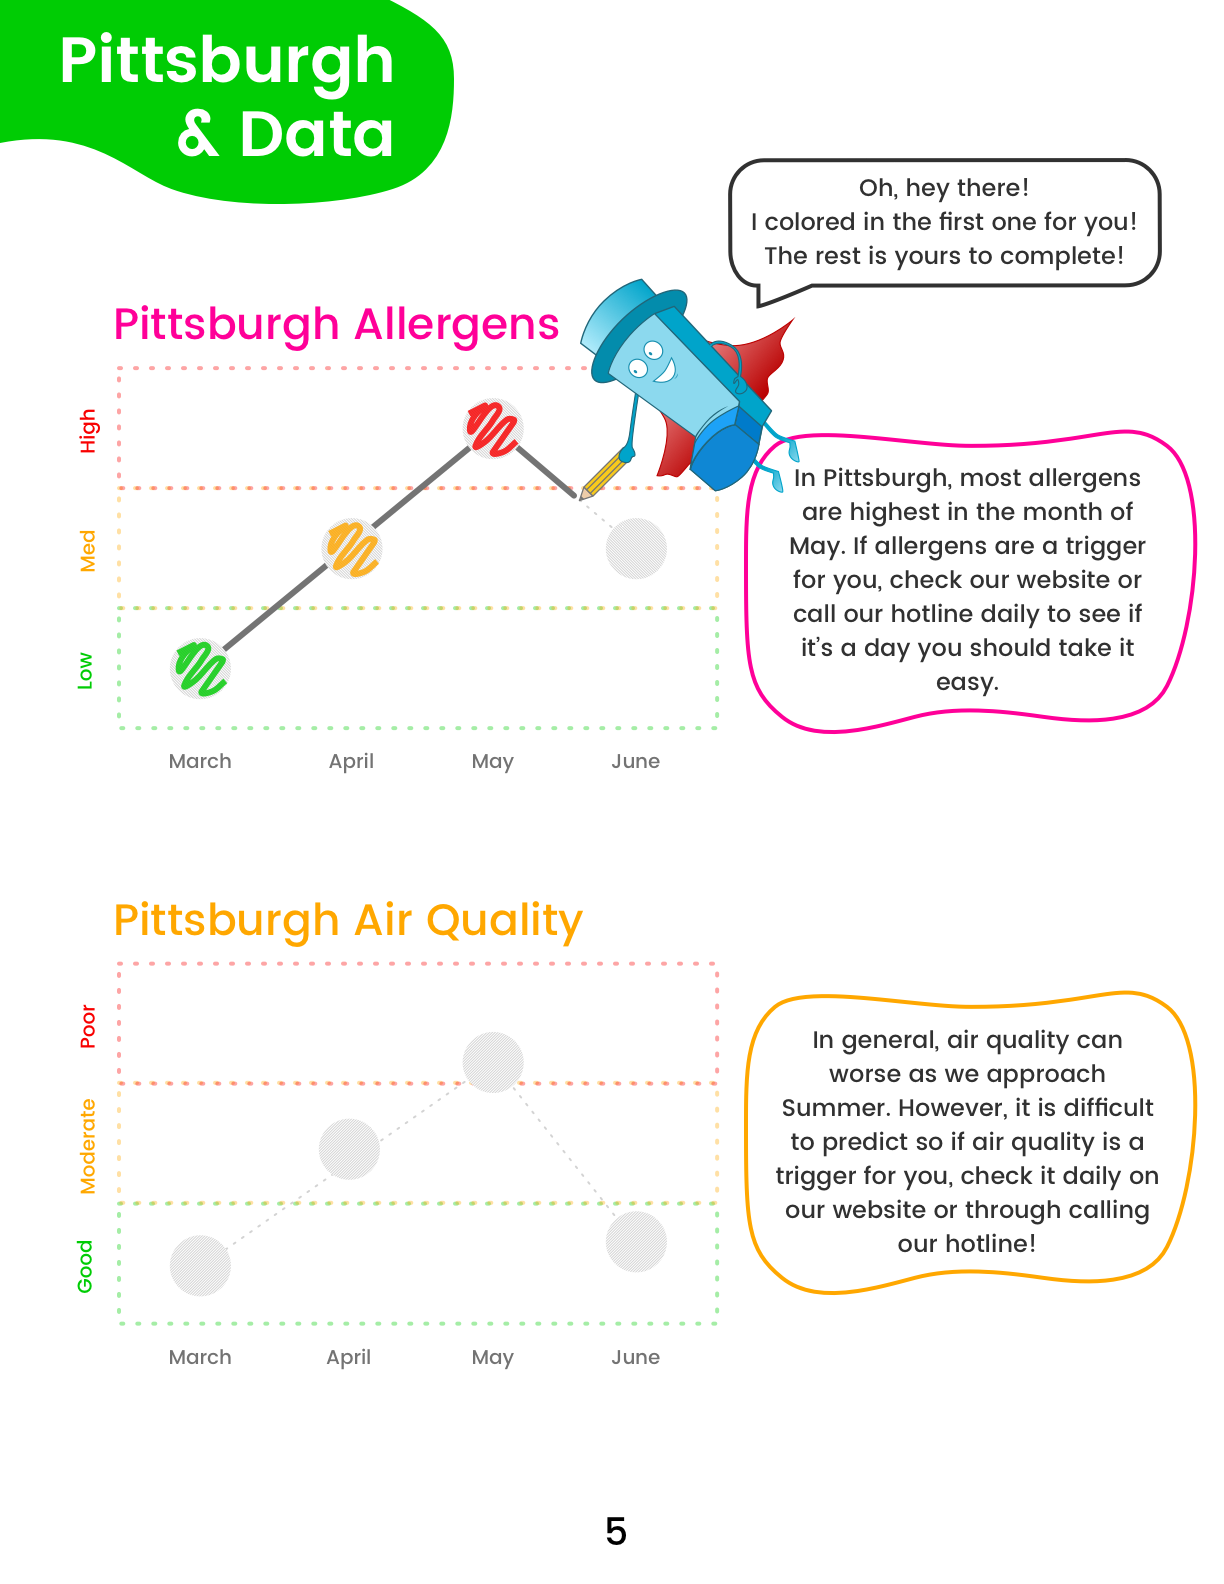 Pittsburgh
& Data
Oh, hey there!
I colored in the first one for you!
The rest is yours to complete!
Pittsburgh Allergens
High
Med
Low
March April May June
In Pittsburgh, most allergens
are highest in the month of
May. If allergens are a trigger
for you, check our website or
call our hotline daily to see if
it's a day you should take it
easy.
Pittsburgh Air Quality
Poor
Moderate
Good
March April May June
In general, air quality can
worse as we approach
Summer. However, it is difficult
to predict so if air quality is a
trigger for you, check it daily on
our website or through calling
our hotline!
5